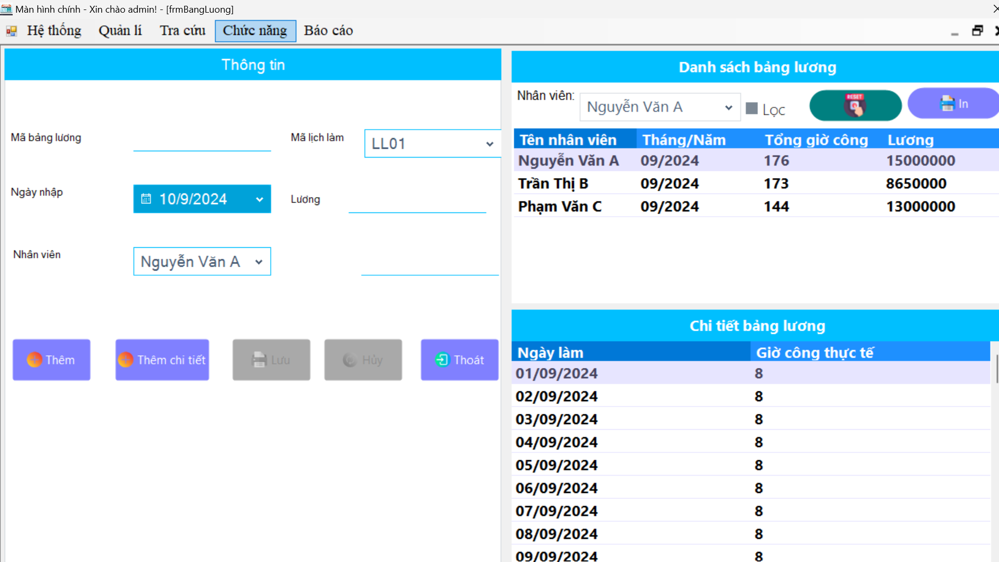 Màn hình chính - Xin chào admin! - [frmBangLuong]
Hệ thống Quản lí Tra cứu Chức năng Báo cáo
Thông tin
Mã bảng lương
Mã lịch làm LL01
Ngày nhập 10/9/2024
Lương
Nhân viên Nguyễn Văn A
Thêm Thêm chi tiết Lưu Hủy Thoát
Danh sách bảng lương
Nhân viên: Nguyễn Văn A Lọc RESET In
Tên nhân viên Tháng/Năm Tổng giờ công Lương
Nguyễn Văn A 09/2024 176 15000000
Trần Thị B 09/2024 173 8650000
Phạm Văn C 09/2024 144 13000000
Chi tiết bảng lương
Ngày làm Giờ công thực tế
01/09/2024 8
02/09/2024 8
03/09/2024 8
04/09/2024 8
05/09/2024 8
06/09/2024 8
07/09/2024 8
08/09/2024 8
09/09/2024 8